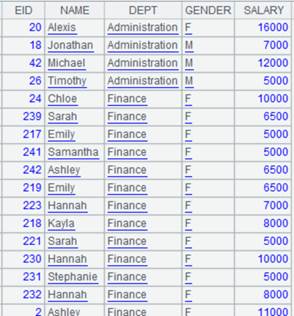 EID NAME DEPT GENDER SALARY
20 Alexis Administration F 16000
18 Jonathan Administration M 7000
42 Michael Administration M 12000
26 Timothy Administration M 5000
24 Chloe Finance F 10000
239 Sarah Finance F 6500
217 Emily Finance F 5000
241 Samantha Finance F 5000
242 Ashley Finance F 6500
219 Emily Finance F 6500
223 Hannah Finance F 7000
218 Kayla Finance F 8000
221 Sarah Finance F 5000
230 Hannah Finance F 10000
231 Stephanie Finance F 5000
232 Hannah Finance F 8000
2 Ashley Finance F 11000